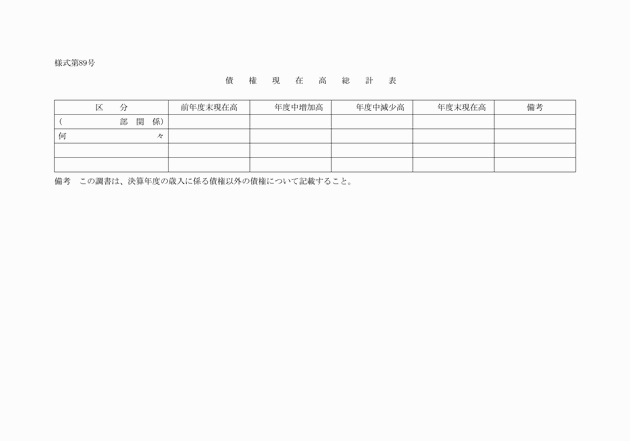 様式第89号
債権現在高総計表
区分 前年度末現在高 年度中増加高 年度中減少高 年度末現在高 備考
(部関係)
何々
備考 この調書は、決算年度の歳入に係る債権以外の債権について記載すること。